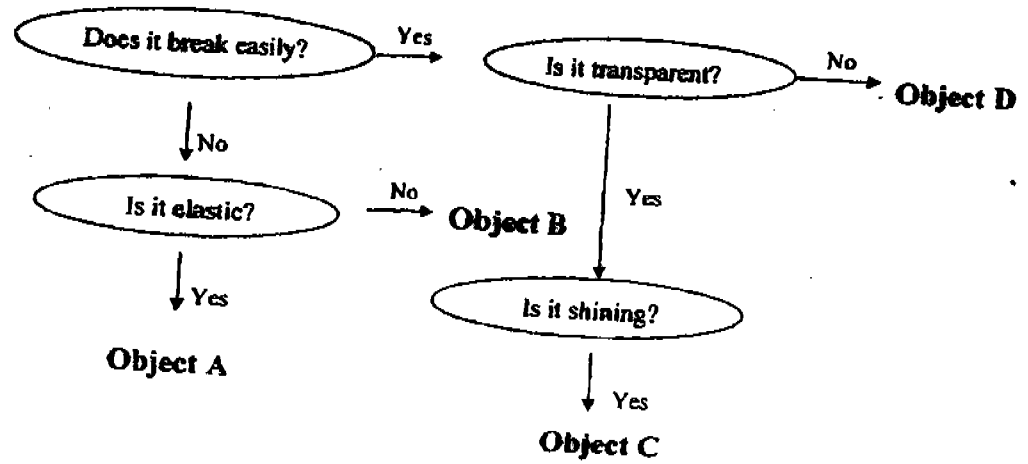 Does it break easily?
Yes
Is it transparent?
No
Object D
No
Is it elastic?
No
Object B
Yes
Yes
Is it shining?
Object A
Yes
Object C